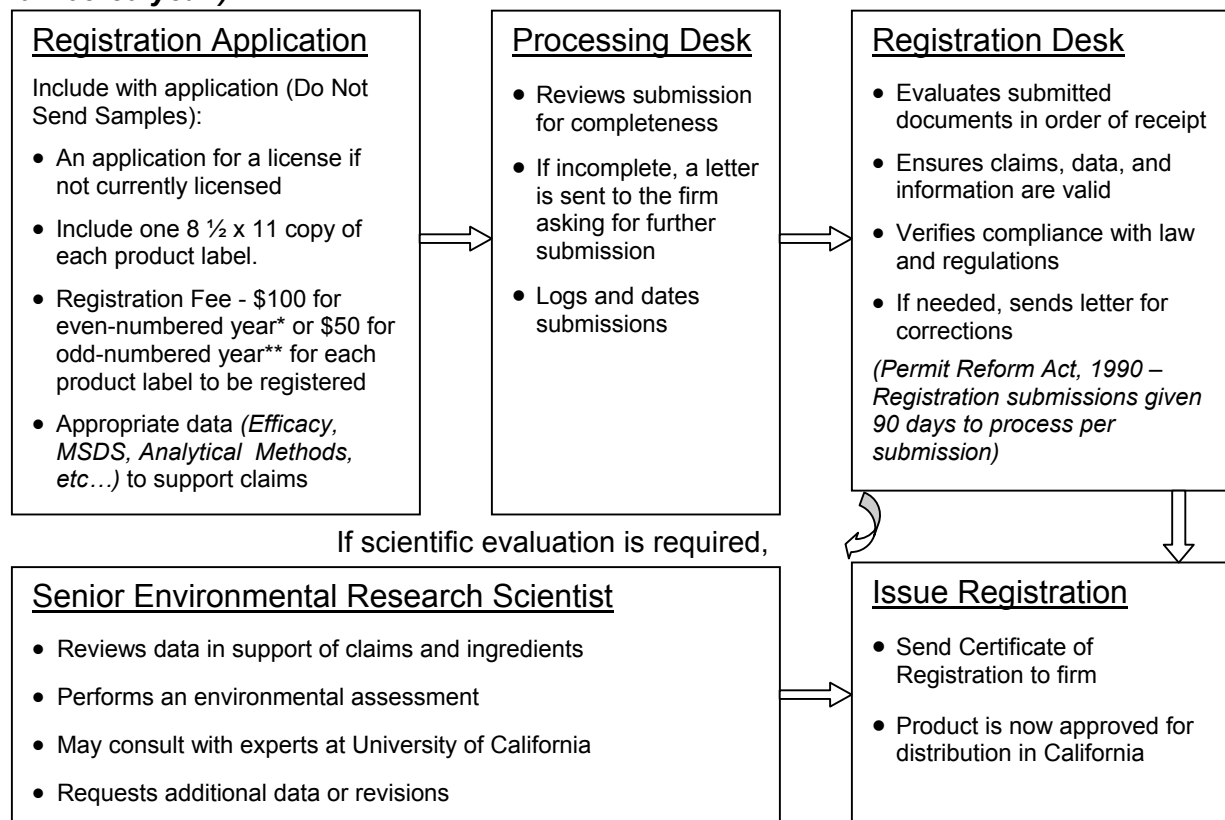 Registration Application
Include with application (Do Not
Send Samples):
• An application for a license if
not currently licensed
• Include one 8 ½ x 11 copy of
each product label.
• Registration Fee - $100 for
even-numbered year* or $50 for
odd-numbered year** for each
product label to be registered
• Appropriate data (Efficacy,
MSDS, Analytical Methods,
etc…) to support claims
Processing Desk
• Reviews submission
for completeness
• If incomplete, a letter
is sent to the firm
asking for further
submission
• Logs and dates
submissions
Registration Desk
• Evaluates submitted
documents in order of receipt
• Ensures claims, data, and
information are valid
• Verifies compliance with law
and regulations
• If needed, sends letter for
corrections
(Permit Reform Act, 1990 –
Registration submissions given
90 days to process per
submission)
If scientific evaluation is required,
Senior Environmental Research Scientist
• Reviews data in support of claims and ingredients
• Performs an environmental assessment
• May consult with experts at University of California
• Requests additional data or revisions
Issue Registration
• Send Certificate of
Registration to firm
• Product is now approved for
distribution in California